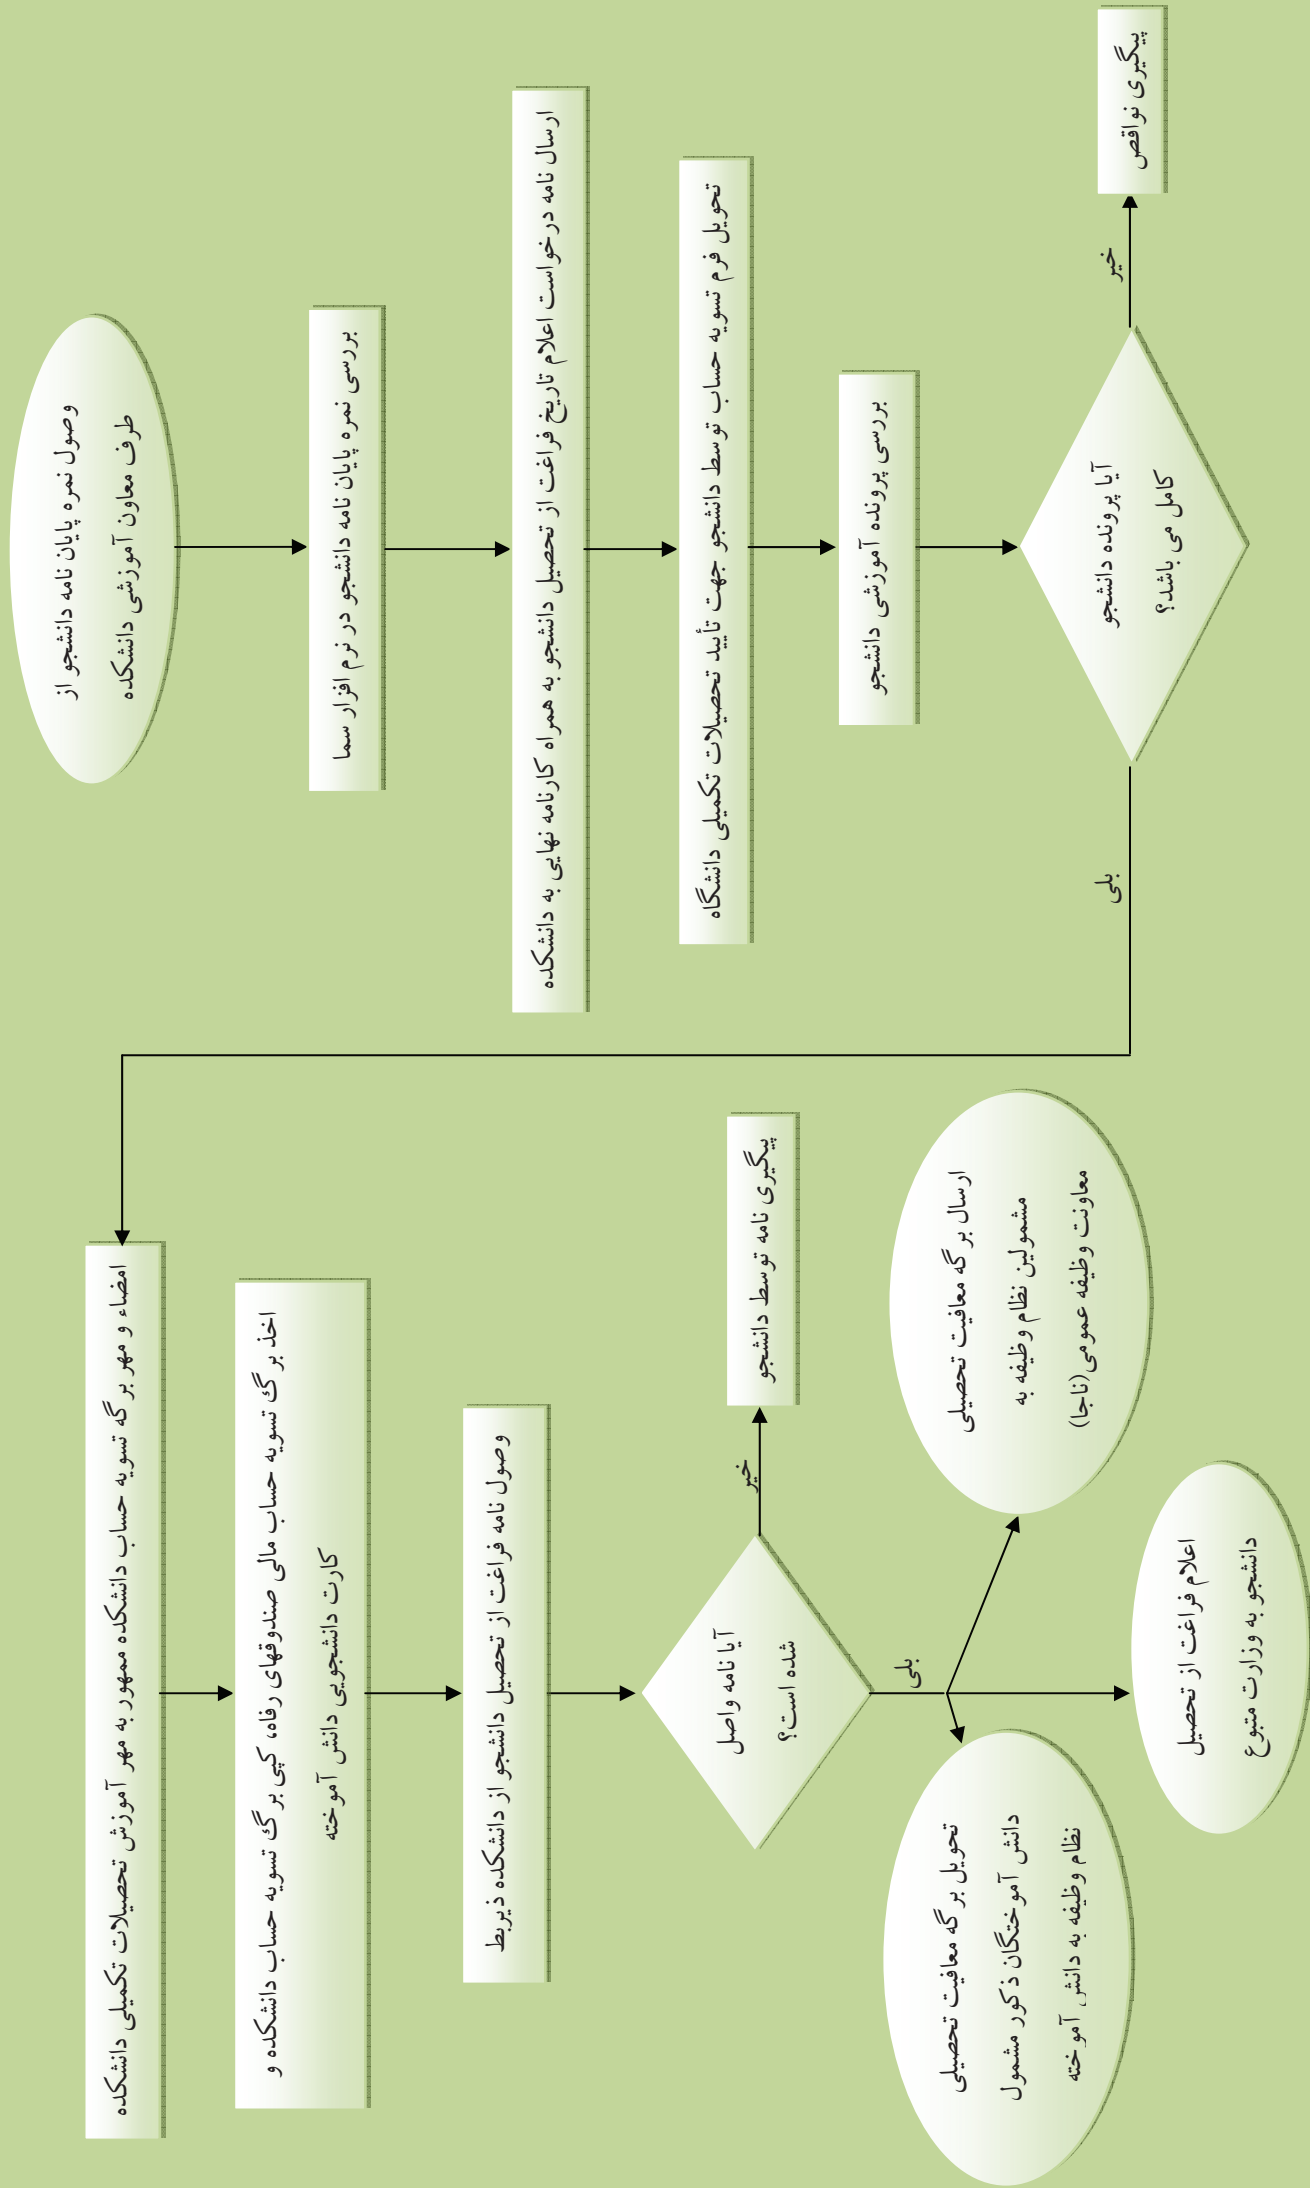 وصول نمره پایان نامه دانشجو از
طرف معاون آموزشی دانشکده
بررسی نمره پایان نامه دانشجو در نرم افزار سما
ارسال نامه درخواست اعلام تاریخ فراغت از تحصیل دانشجو به همراه کارنامه نهایی به دانشکده
تحویل فرم تسویه حساب توسط دانشجو جهت تأیید تحصیلات تکمیلی دانشگاه
بررسی پرونده آموزشی دانشجو
آیا پرونده دانشجو
کامل می باشد؟
خیر
پیگیری نواقص
بلی
امضاء و مهر برگه تسویه حساب دانشکده ممهور به مهر آموزش تحصیلات تکمیلی دانشکده
اخذ برگ تسویه حساب مالی صندوقهای رفاه، کپی برگ تسویه حساب دانشکده و
کارت دانشجویی دانش آموخته
وصول نامه فراغت از تحصیل دانشجو از دانشکده ذیربط
آیا نامه واصل
شده است؟
خیر
پیگیری نامه توسط دانشجو
بلی
ارسال برگه معافیت تحصیلی
مشمولین نظام وظیفه به
معاونت وظیفه عمومی(ناجا)
اعلام فراغت از تحصیل
دانشجو به وزارت متبوع
تحویل برگه معافیت تحصیلی
دانش آموختگان ذکور مشمول
نظام وظیفه به دانش آموخته